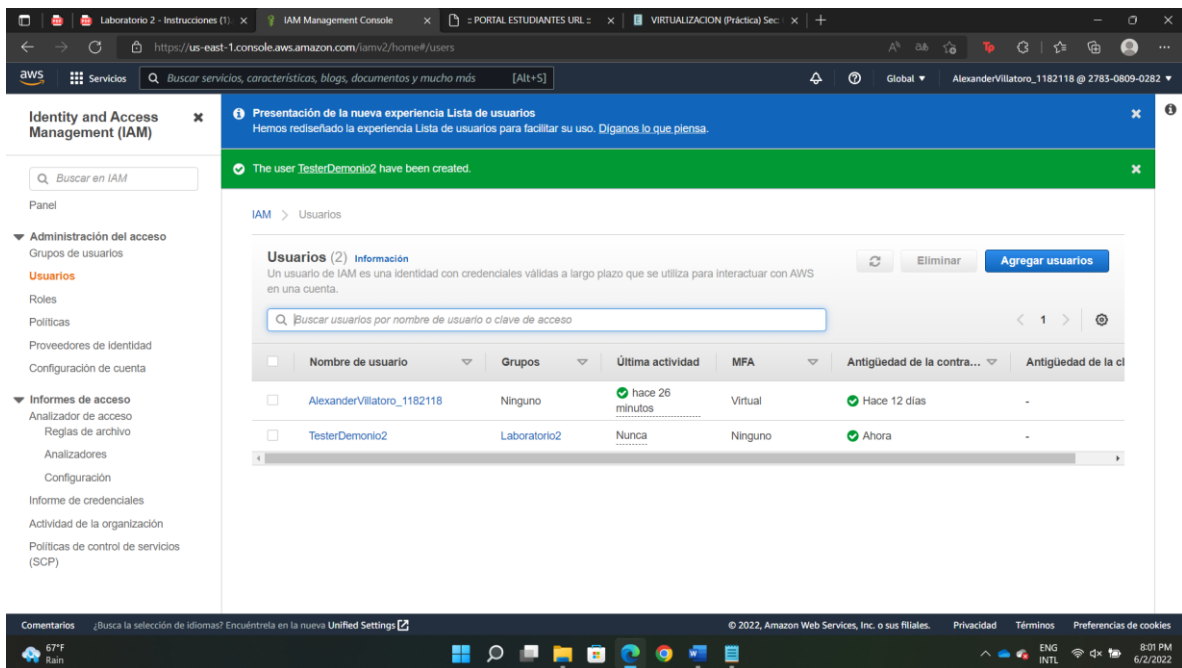 Laboratorio 2 - Instrucciones (1).
IAM Management Console
:: PORTAL ESTUDIANTES URL ::
VIRTUALIZACION (Práctica) Sec:
https://us-east-1.console.aws.amazon.com/iamv2/home#/users
aws
Servicios
Buscar servicios, características, blogs, documentos y mucho más
[Alt+S]
Global
AlexanderVillatoro_1182118 @ 2783-0809-0282
Identity and Access
Management (IAM)
Buscar en IAM
Panel
Administración del acceso
Grupos de usuarios
Usuarios
Roles
Políticas
Proveedores de identidad
Configuración de cuenta
Informes de acceso
Analizador de acceso
Reglas de archivo
Analizadores
Configuración
Informe de credenciales
Actividad de la organización
Políticas de control de servicios
(SCP)
Presentación de la nueva experiencia Lista de usuarios
Hemos rediseñado la experiencia Lista de usuarios para facilitar su uso. Díganos lo que piensa.
The user TesterDemonio2 have been created.
IAM > Usuarios
Usuarios (2) Información
Un usuario de IAM es una identidad con credenciales válidas a largo plazo que se utiliza para interactuar con AWS
en una cuenta.
Eliminar
Agregar usuarios
Buscar usuarios por nombre de usuario o clave de acceso
1
Nombre de usuario Grupos Última actividad MFA Antigüedad de la contra... Antigüedad de la cl
AlexanderVillatoro_1182118 Ninguno hace 26 minutos Virtual Hace 12 días -
TesterDemonio2 Laboratorio2 Nunca Ninguno Ahora -
Comentarios
¿Busca la selección de idiomas? Encuéntrela en la nueva Unified Settings
© 2022, Amazon Web Services, Inc. o sus filiales.
Privacidad
Términos
Preferencias de cookies
67°F
Rain
ENG
INTL
8:01 PM
6/2/2022